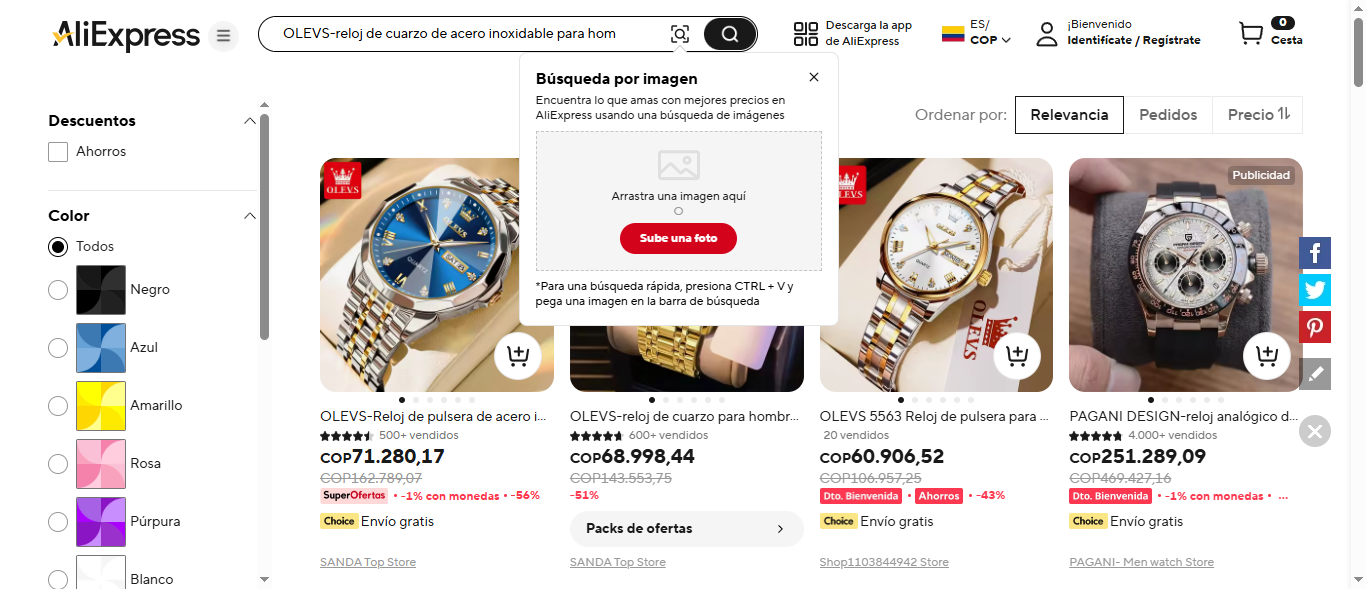 AliExpress
OLEVS-reloj de cuarzo de acero inoxidable para hom
Descarga la app
de AliExpress
ES/
COP
¡Bienvenido
Identifícate / Regístrate
0
Cesta
Búsqueda por imagen
Encuentra lo que amas con mejores precios en
AliExpress usando una búsqueda de imágenes
Arrastra una imagen aquí
O
Sube una foto
*Para una búsqueda rápida, presiona CTRL + V y
pega una imagen en la barra de búsqueda
Descuentos
Ahorros
Color
Todos
Negro
Azul
Amarillo
Rosa
Púrpura
Blanco
Ordenar por:
Relevancia
Pedidos
Precio
OLEVS
OLEVS
QUARTZ
OLEVS-Reloj de pulsera de acero i...
500+ vendidos
COP71.280,17
COP162.789,07
SuperOfertas
-1% con monedas
-56%
Choice
Envío gratis
SANDA Top Store
OLEVS-reloj de cuarzo para hombr...
600+ vendidos
COP68.998,44
COP143.553,75
-51%
Packs de ofertas
SANDA Top Store
OLEVS
OLEVS
OLEVS
OLEVS 5563 Reloj de pulsera para ...
20 vendidos
COP60.906,52
COP106.957,25
Dto. Bienvenida
Ahorros
-43%
Choice
Envío gratis
Shop1103844942 Store
Publicidad
PAGANI DESIGN-reloj analógico d...
4.000+ vendidos
COP251.289,09
COP469.427,16
Dto. Bienvenida
-1% con monedas
...
Choice
Envío gratis
PAGANI- Men watch Store